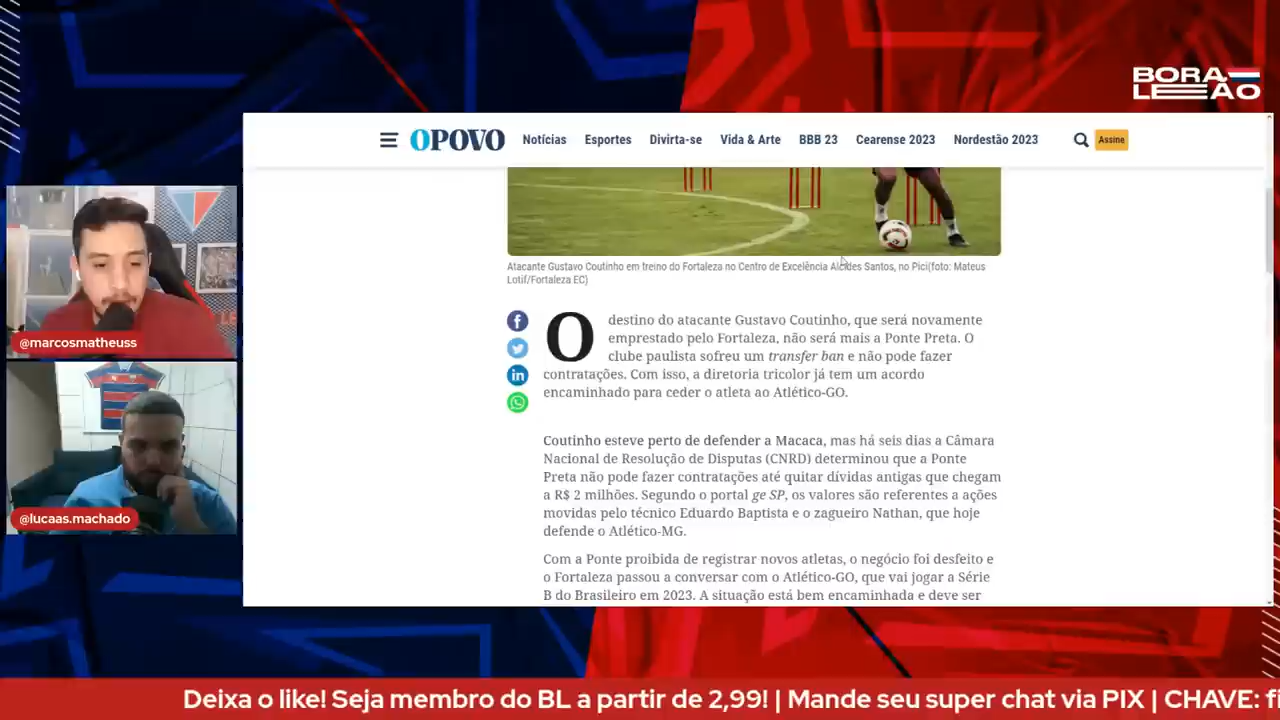 BORA
LEÃO
OPOVO
Notícias
Esportes
Divirta-se
Vida & Arte
BBB 23
Cearense 2023
Nordestão 2023
Assine
Atacante Gustavo Coutinho em treino do Fortaleza no Centro de Excelência Alcides Santos, no Pici(foto: Mateus
Lotif/Fortaleza EC)
O destino do atacante Gustavo Coutinho, que será novamente
emprestado pelo Fortaleza, não será mais a Ponte Preta. O
clube paulista sofreu um transfer ban e não pode fazer
contratações. Com isso, a diretoria tricolor já tem um acordo
encaminhado para ceder o atleta ao Atlético-GO.
Coutinho esteve perto de defender a Macaca, mas há seis dias a Câmara
Nacional de Resolução de Disputas (CNRD) determinou que a Ponte
Preta não pode fazer contratações até quitar dívidas antigas que chegam
a R$ 2 milhões. Segundo o portal ge SP, os valores são referentes a ações
movidas pelo técnico Eduardo Baptista e o zagueiro Nathan, que hoje
defende o Atlético-MG.
Com a Ponte proibida de registrar novos atletas, o negócio foi desfeito e
o Fortaleza passou a conversar com o Atlético-GO, que vai jogar a Série
B do Brasileiro em 2023. A situação está bem encaminhada e deve ser
@marcosmatheuss
@lucaas.machado
Deixa o like! Seja membro do BL a partir de 2,99! | Mande seu super chat via PIX | CHAVE: fi